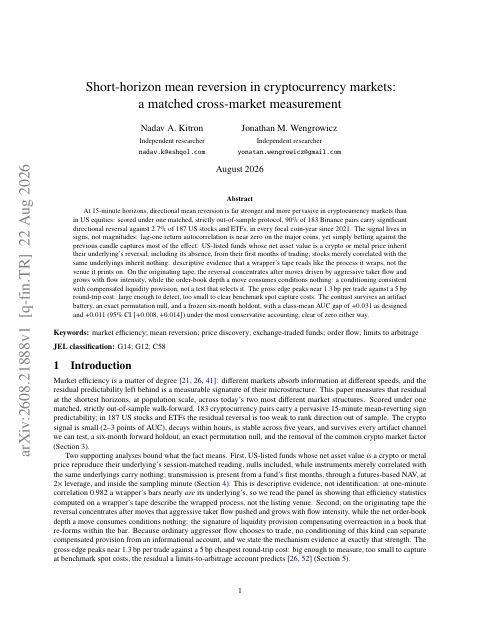 arXiv:2608.21888v1 [q-fin.TR] 22 Aug 2026
Short-horizon mean reversion in cryptocurrency markets:
a matched cross-market measurement
Nadav A. Kitron Jonathan M. Wengrowicz
Independent researcher Independent researcher
nadav.k@eshqol.com yonatan.wengrowicz@gmail.com
August 2026
Abstract
At 15-minute horizons, directional mean reversion is far stronger and more pervasive in cryptocurrency markets than
in US equities: scored under one matched, strictly out-of-sample protocol, 90% of 183 Binance pairs carry significant
directional reversal against 2.7% of 187 US stocks and ETFs, in every focal coin-year since 2021. The signal lives in
signs, not magnitudes: lag-one return autocorrelation is near zero on the major coins, yet simply betting against the
previous candle captures most of the effect. US-listed funds whose net asset value is a crypto or metal price inherit
their underlying's reversal, including its absence, from their first months of trading; stocks merely correlated with the
same underlyings inherit nothing: descriptive evidence that a wrapper's tape reads like the process it wraps, not the
venue it prints on. On the originating tape, the reversal concentrates after moves driven by aggressive taker flow and
grows with flow intensity, while the order-book depth a move consumes conditions nothing: a conditioning consistent
with compensated liquidity provision, not a test that selects it. The gross edge peaks near 1.3 bp per trade against a 5 bp
round-trip cost: large enough to detect, too small to clear benchmark spot capture costs. The contrast survives an artifact
battery, an exact permutation null, and a frozen six-month holdout, with a class-mean AUC gap of +0.031 as designed
and +0.011 (95% CI [+0.008, +0.014]) under the most conservative accounting, clear of zero either way.
Keywords: market efficiency; mean reversion; price discovery; exchange-traded funds; order flow; limits to arbitrage
JEL classification: G14; G12; C58
1 Introduction
Market efficiency is a matter of degree [21, 26, 41]: different markets absorb information at different speeds, and the
residual predictability left behind is a measurable signature of their microstructure. This paper measures that residual
at the shortest horizons, at population scale, across today's two most different market structures. Scored under one
matched, strictly out-of-sample walk-forward, 183 cryptocurrency pairs carry a pervasive 15-minute mean-reverting sign
predictability; in 187 US stocks and ETFs the residual reversal is too weak to mark direction out of sample. The crypto
signal is small (2–3 points of AUC), decays within hours, is stable across five years, and survives every artifact channel
we can test, a six-month forward holdout, an exact permutation null, and the removal of the common crypto market factor
(Section 3).
Two supporting analyses bound what the fact means. First, US-listed funds whose net asset value is a crypto or metal
price reproduce their underlying's session-matched reading, nulls included, while instruments merely correlated with the
same underlyings carry nothing; transmission is present from a fund's first months, through a futures-based NAV, at
2× leverage, and inside the sampling minute (Section 4). This is descriptive evidence, not identification: at one-minute
correlation 0.982 a wrapper's bars nearly are its underlying's, so we read the panel as showing that efficiency statistics
computed on a wrapper's tape describe the wrapped process, not the listing venue. Second, on the originating tape the
reversal concentrates after moves that aggressive taker flow pushed and grows with flow intensity, while the net order-book
depth a move consumes conditions nothing: the signature of liquidity provision compensating overreaction in a book that
re-forms within the bar. Because ordinary aggressor flow chooses to trade, no conditioning of this kind can separate
compensated provision from an informational account, and we state the mechanism evidence at exactly that strength. The
gross edge peaks near 1.3 bp per trade against a 5 bp cheapest round-trip cost: big enough to measure, too small to capture
at benchmark spot costs, the residual a limits-to-arbitrage account predicts [26, 52] (Section 5).
1